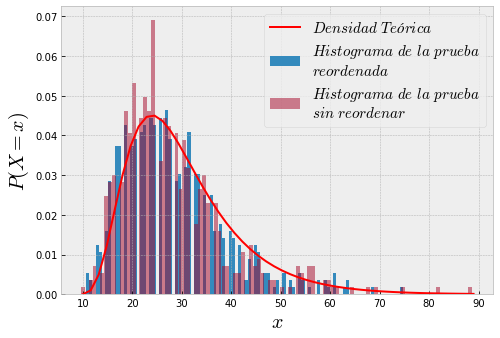 0.07
0.06
0.05
0.04
0.03
0.02
0.01
0.00
P(X = x)
Densidad Teórica
Histograma de la prueba
reordenada
Histograma de la prueba
sin reordenar
10 20 30 40 50 60 70 80 90
x